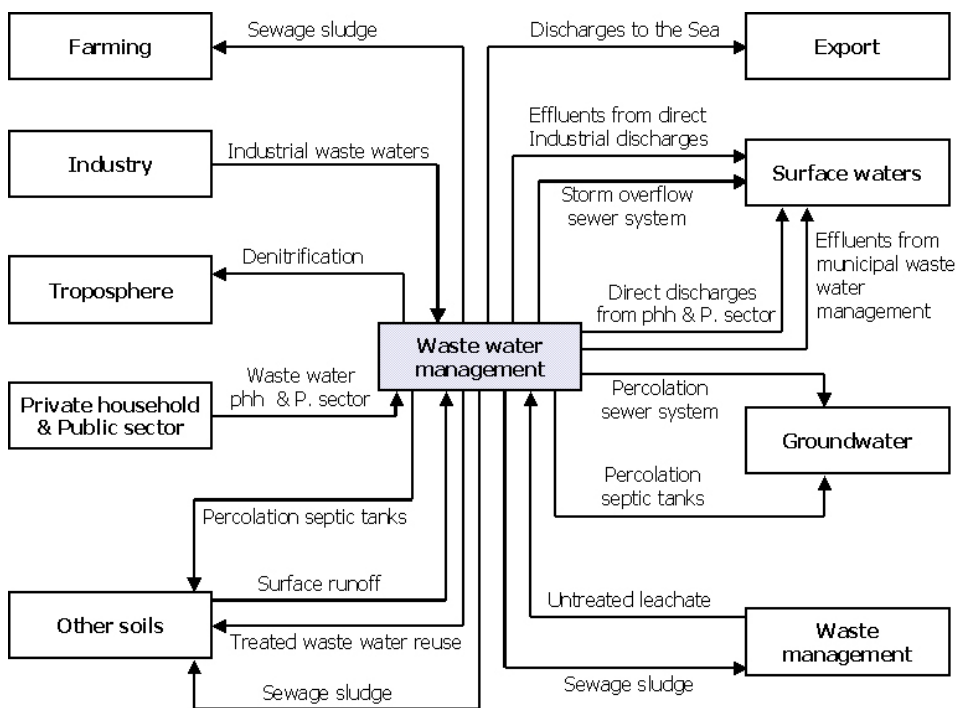 Farming
Sewage sludge
Discharges to the Sea
Export
Effluents from direct
Industrial discharges
Industry
Industrial waste waters
Surface waters
Storm overflow
sewer system
Denitrification
Troposphere
Effluents from
municipal waste
water
management
Direct discharges
from phh & P. sector
Waste water
management
Waste water
phh & P. sector
Private household
& Public sector
Percolation
sewer system
Groundwater
Percolation
septic tanks
Percolation septic tanks
Surface runoff
Untreated leachate
Other soils
Treated waste water reuse
Waste
management
Sewage sludge
Sewage sludge